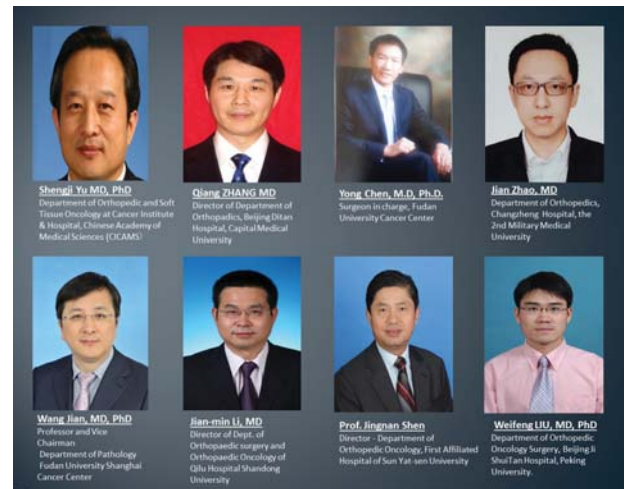 Shengji Yu MD, PhD
Department of Orthopedic and Soft
Tissue Oncology at Cancer Institute
& Hospital, Chinese Academy of
Medical Sciences (CICAMS)
Qiang ZHANG MD
Director of Department of
Orthopadics, Beijing Ditan
Hospital, Capital Medical
University
Yong Chen, M.D, Ph.D.
Surgeon in charge, Fudan
University Cancer Center
Jian Zhao, MD
Department of Orthopedics,
Changzheng Hospital, the
2nd Military Medical
University
Wang Jian, MD, PhD
Professor and Vice
Chairman
Department of Pathology
Fudan University Shanghai
Cancer Center
Jian-min Li, MD
Director of Dept. of
Orthopaedic surgery and
Orthopaedic Oncology of
Qilu Hospital Shandong
University
Prof. Jingnan Shen
Director - Department of
Orthopedic Oncology, First Affiliated
Hospital of Sun Yat-sen University
Weifeng LIU, MD, PhD
Department of Orthopedic
Oncology Surgery, Beijing Ji
ShuiTan Hospital, Peking
University.